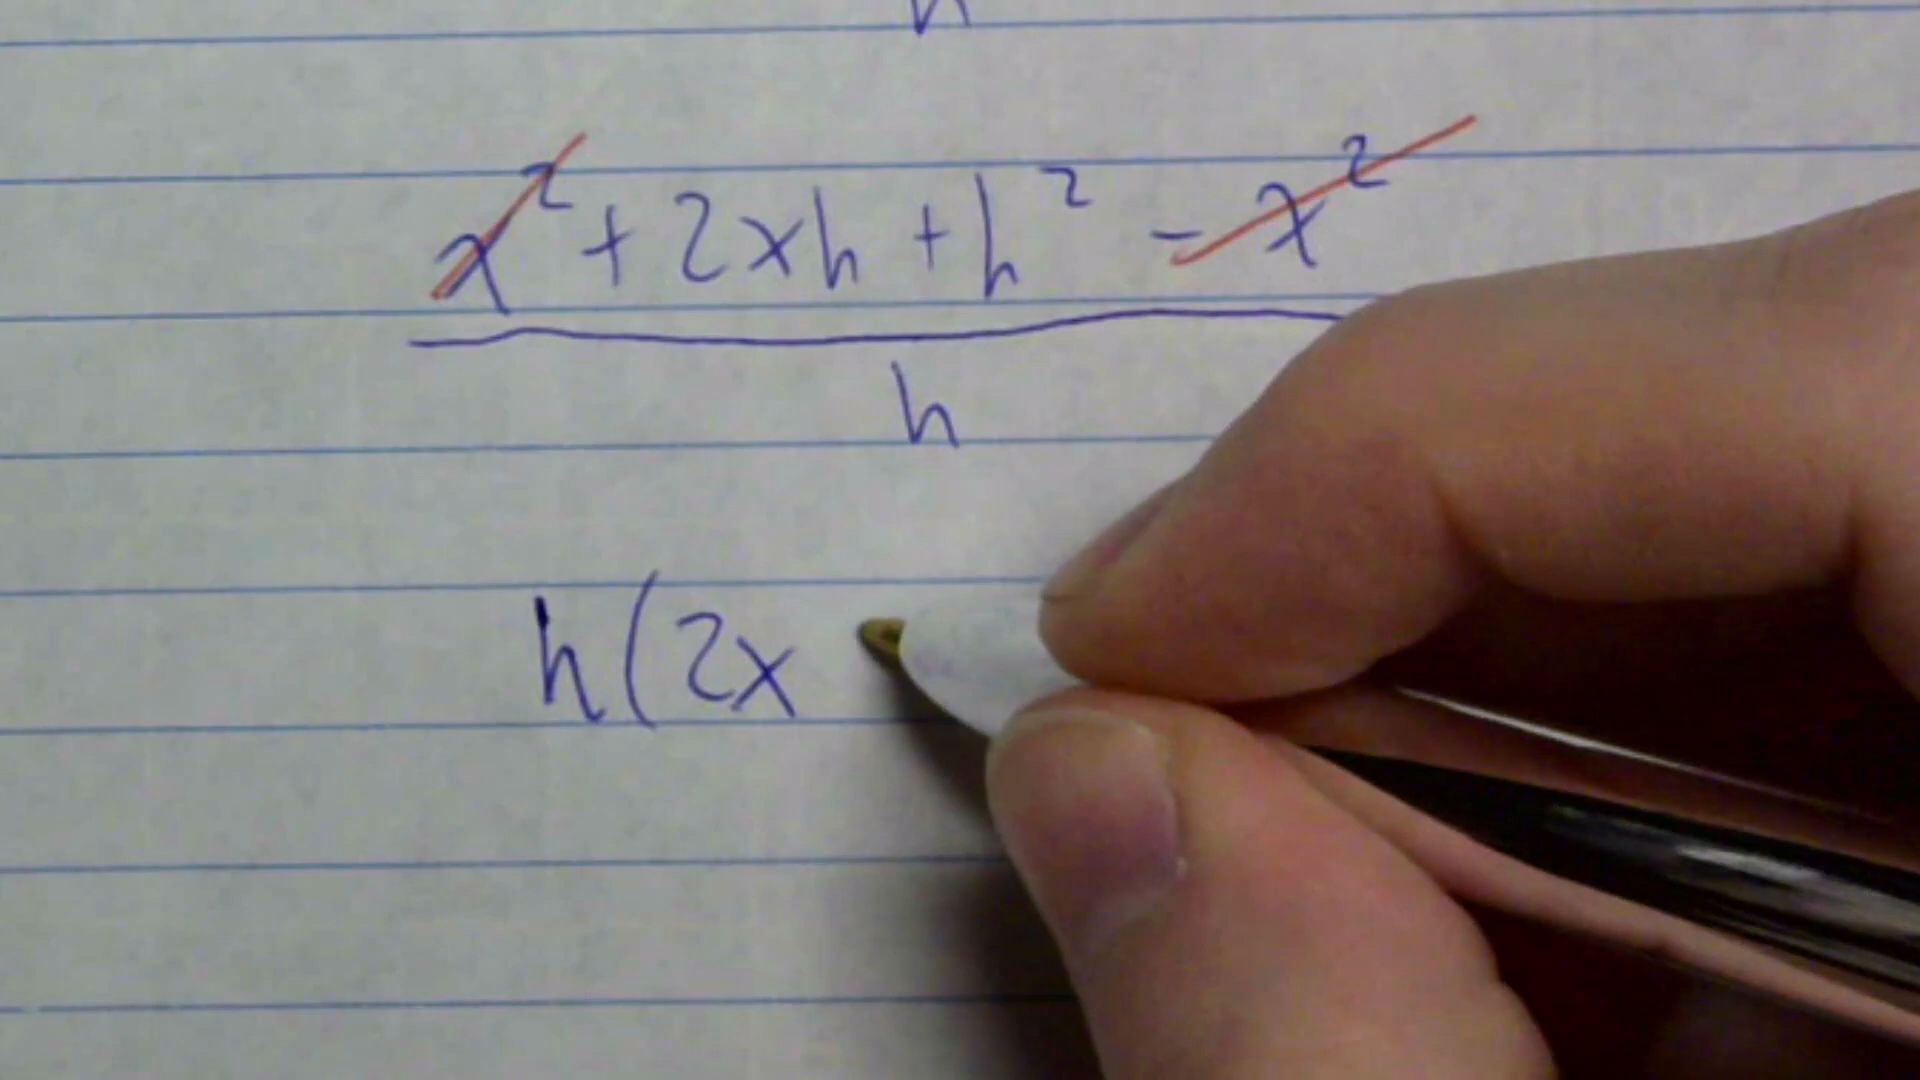 h
x² + 2xh + h² - x²
h
h(2x